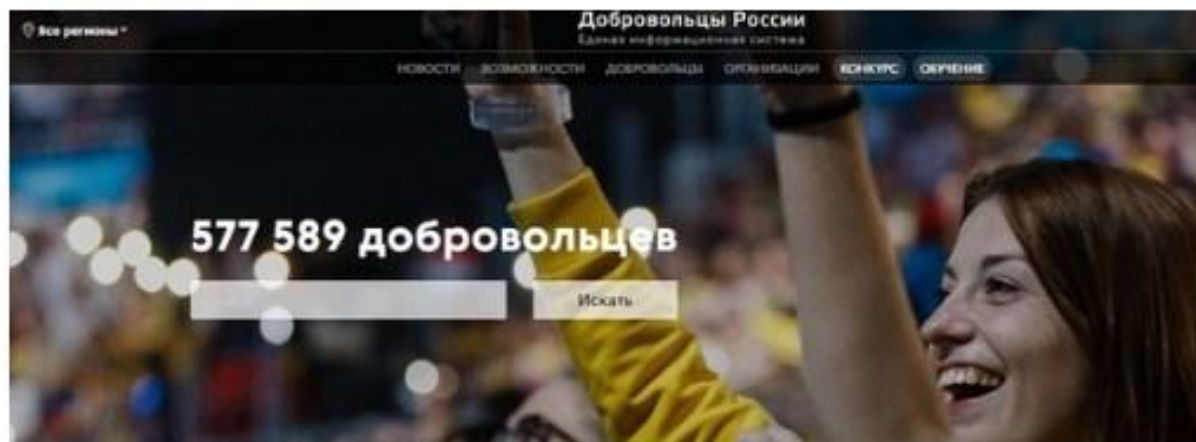 Все регионы
Добровольцы России
Единая информационная система
НОВОСТИ ВОЗМОЖНОСТИ ДОБРОВОЛЬЦЫ ОРГАНИЗАЦИИ КОНКУРС ОБУЧЕНИЕ
577 589 добровольцев
Искать